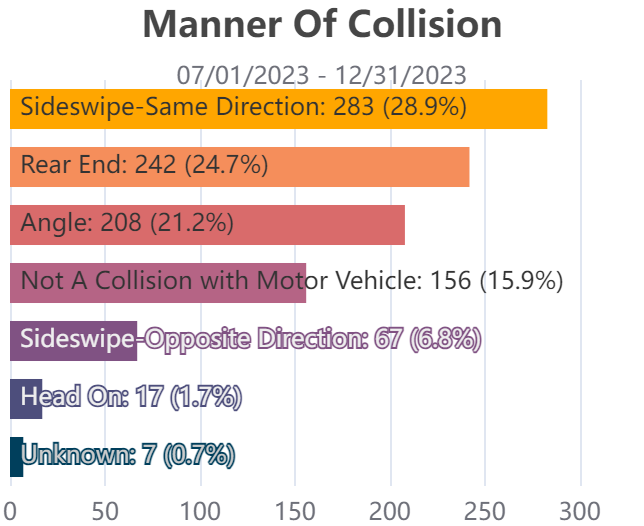 Manner Of Collision
07/01/2023 - 12/31/2023
Sideswipe-Same Direction: 283 (28.9%)
Rear End: 242 (24.7%)
Angle: 208 (21.2%)
Not A Collision with Motor Vehicle: 156 (15.9%)
Sideswipe-Opposite Direction: 67 (6.8%)
Head On: 17 (1.7%)
Unknown: 7 (0.7%)
0 50 100 150 200 250 300